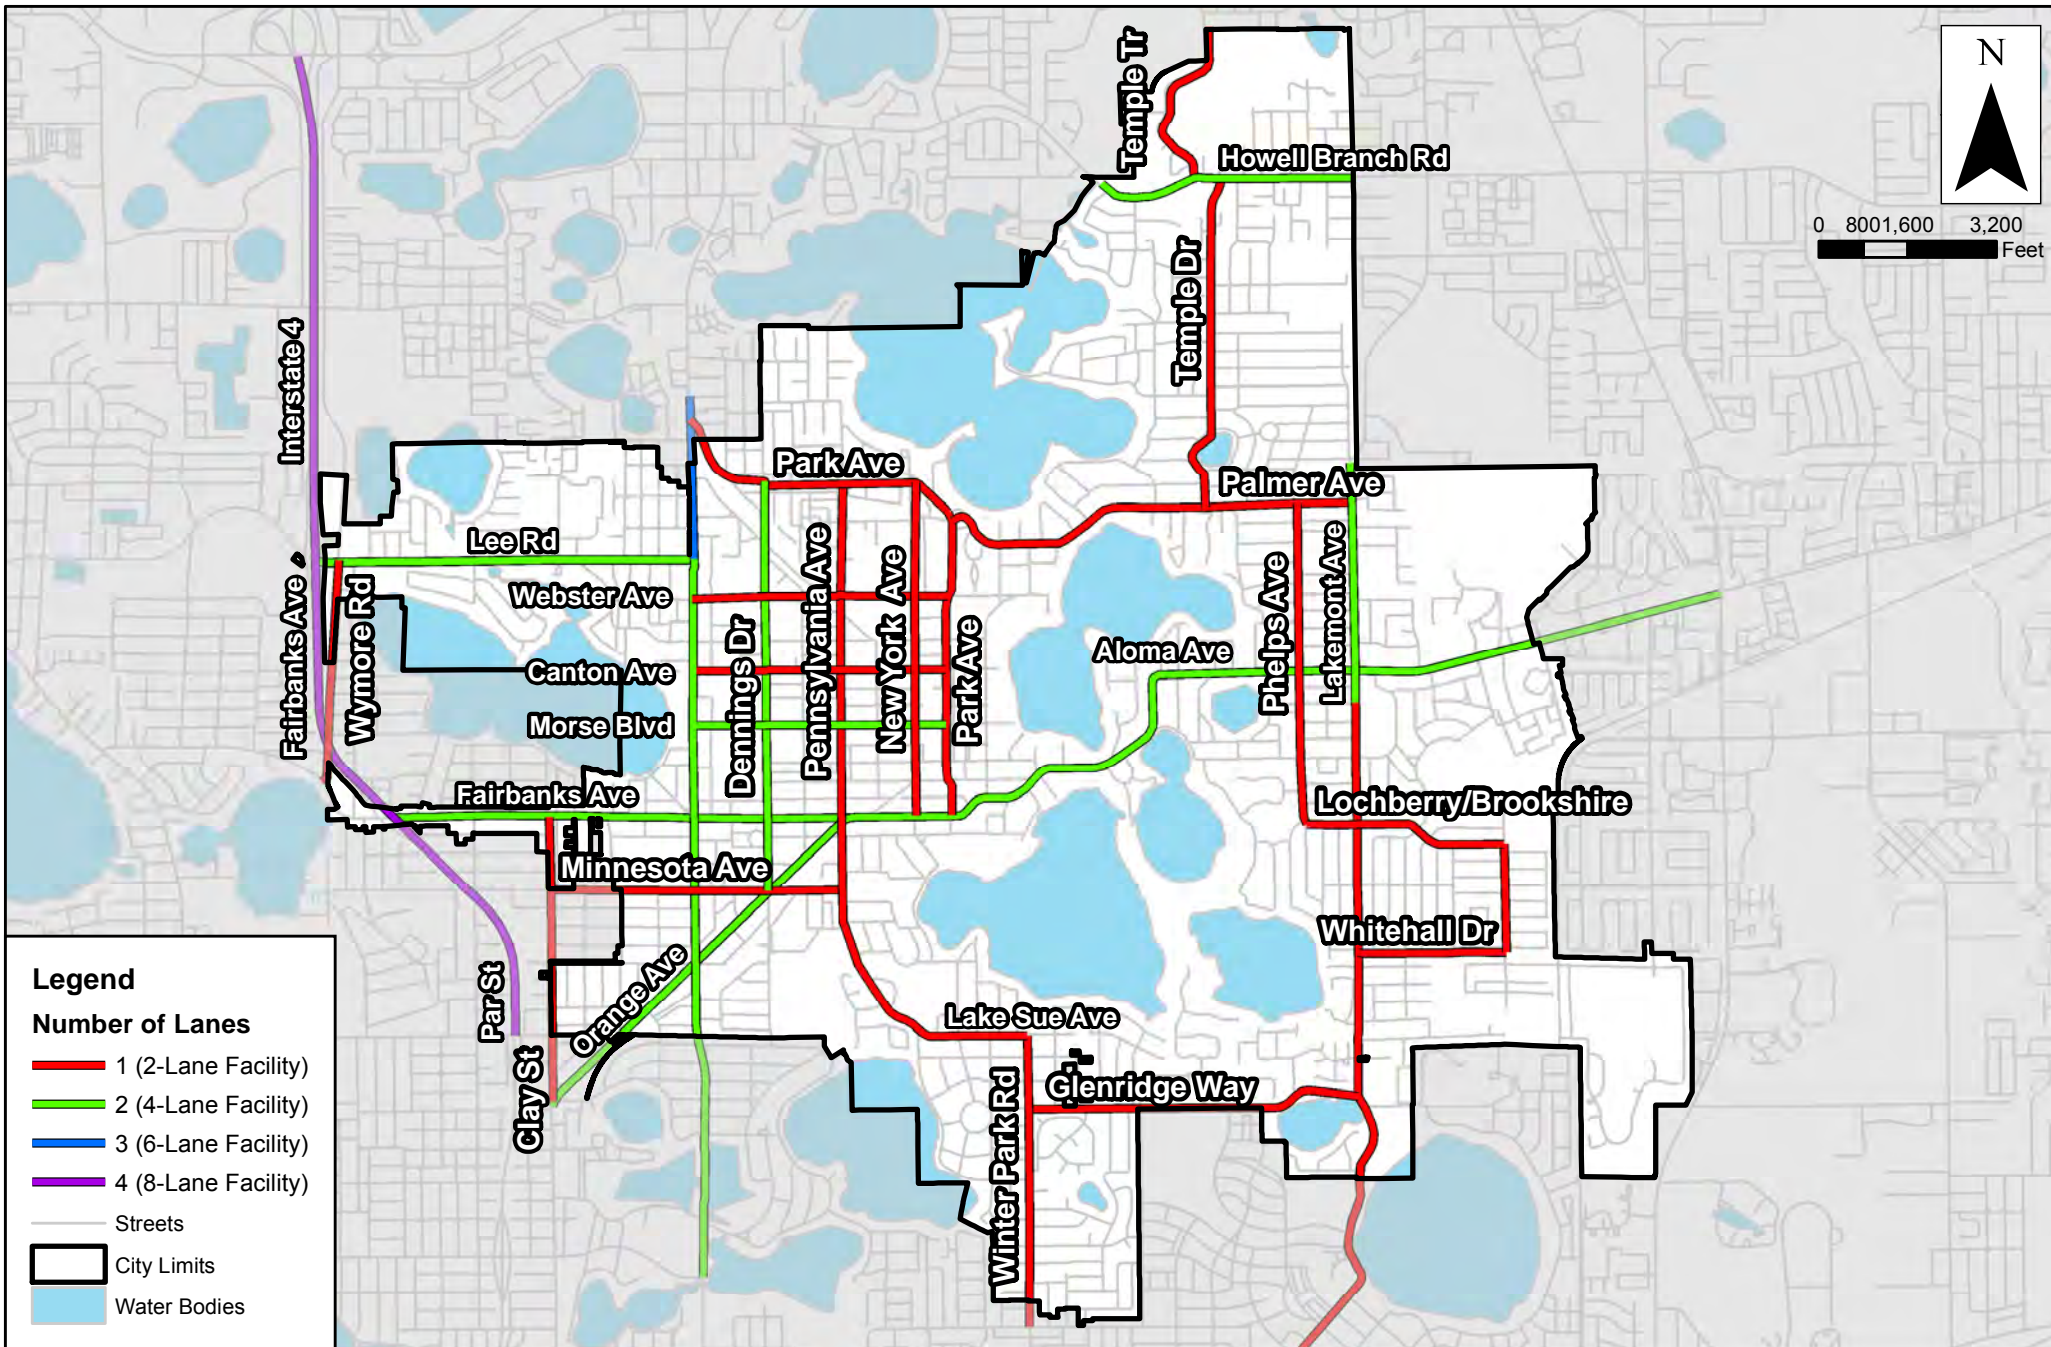 Temple Tr
N
Howell Branch Rd
0 8001,600 3,200
Feet
Temple Dr
Interstate 4
Park Ave
Palmer Ave
Lee Rd
Webster Ave
Fairbanks Ave
Wymore Rd
Pennsylvania Ave
New York Ave
Phelps Ave
Lakemont Ave
Dennings Dr
Park Ave
Aloma Ave
Canton Ave
Morse Blvd
Fairbanks Ave
Lochberry/Brookshire
Minnesota Ave
Whitehall Dr
Orange Ave
Par St
Lake Sue Ave
Clay St
Winter Park Rd
Glenridge Way
Legend
Number of Lanes
1 (2-Lane Facility)
2 (4-Lane Facility)
3 (6-Lane Facility)
4 (8-Lane Facility)
Streets
City Limits
Water Bodies